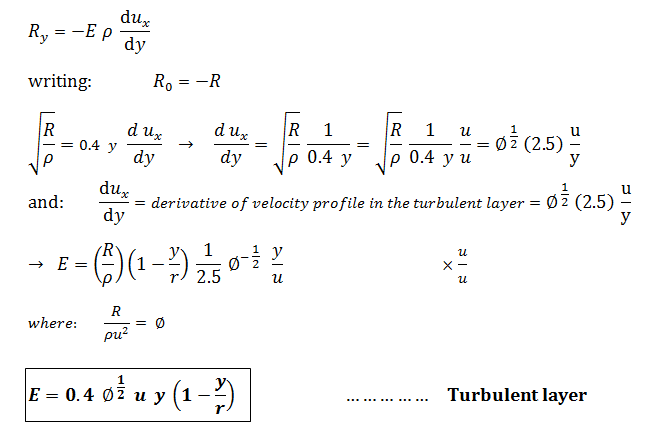 R_y = −E ρ du_x/dy
writing: R_0 = −R
√(R/ρ) = 0.4 y d u_x/dy → d u_x/dy = √(R/ρ) 1/(0.4 y) = √(R/ρ) 1/(0.4 y) u/u = ∅^(1/2) (2.5) u/y
and: du_x/dy = derivative of velocity profile in the turbulent layer = ∅^(1/2) (2.5) u/y
→ E = (R/ρ) (1 − y/r) 1/2.5 ∅^(−1/2) y/u × u/u
where: R/(ρu²) = ∅
E = 0.4 ∅^(1/2) u y (1 − y/r) … … … … … Turbulent layer